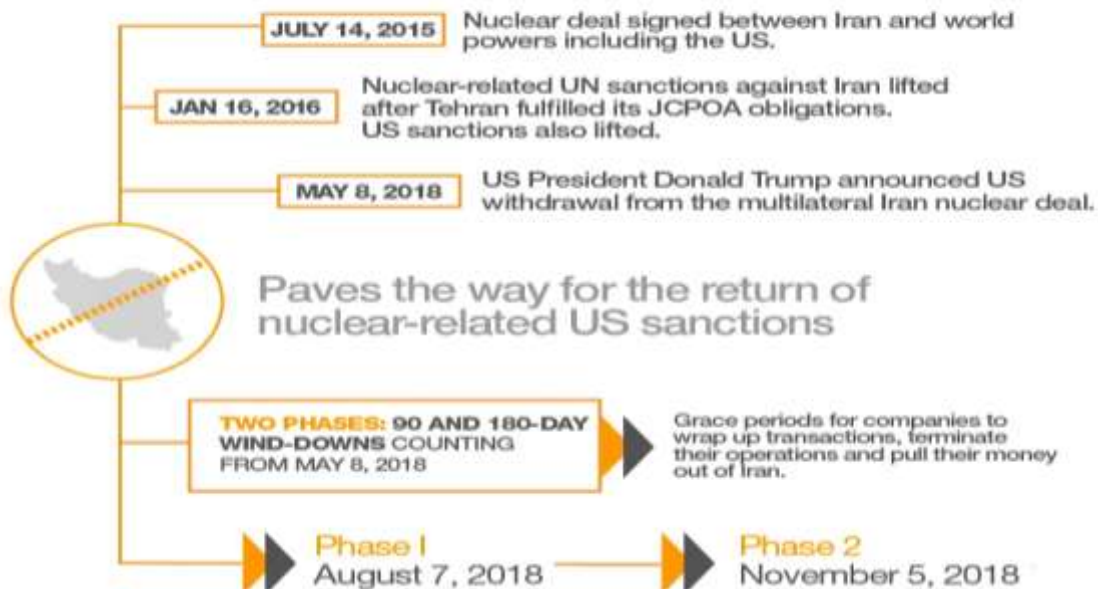 JULY 14, 2015
Nuclear deal signed between Iran and world
powers including the US.
JAN 16, 2016
Nuclear-related UN sanctions against Iran lifted
after Tehran fulfilled its JCPOA obligations.
US sanctions also lifted.
MAY 8, 2018
US President Donald Trump announced US
withdrawal from the multilateral Iran nuclear deal.
Paves the way for the return of
nuclear-related US sanctions
TWO PHASES: 90 AND 180-DAY
WIND-DOWNS COUNTING
FROM MAY 8, 2018
Grace periods for companies to
wrap up transactions, terminate
their operations and pull their money
out of Iran.
Phase I
August 7, 2018
Phase 2
November 5, 2018